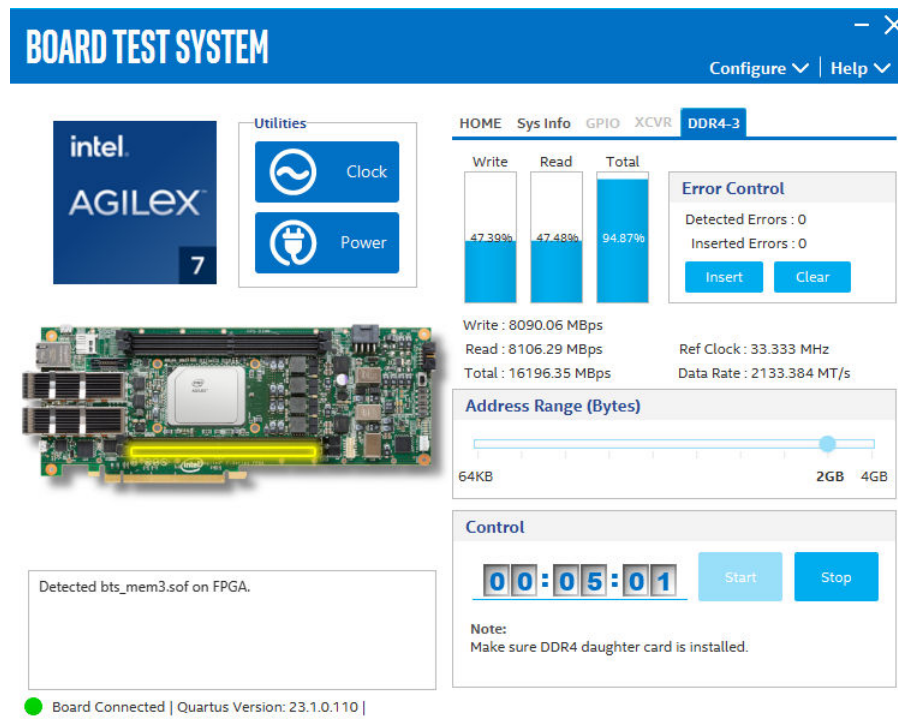 BOARD TEST SYSTEM
Configure
Help
intel.
AGILEX™
7
Utilities
Clock
Power
HOME
Sys Info
GPIO
XCVR
DDR4-3
Write
Read
Total
47.39%
47.48%
94.87%
Error Control
Detected Errors : 0
Inserted Errors : 0
Insert
Clear
Write : 8090.06 MBps
Read : 8106.29 MBps
Total : 16196.35 MBps
Ref Clock : 33.333 MHz
Data Rate : 2133.384 MT/s
Address Range (Bytes)
64KB
2GB
4GB
Control
00:05:01
Start
Stop
Note:
Make sure DDR4 daughter card is installed.
Detected bts_mem3.sof on FPGA.
Board Connected | Quartus Version: 23.1.0.110 |